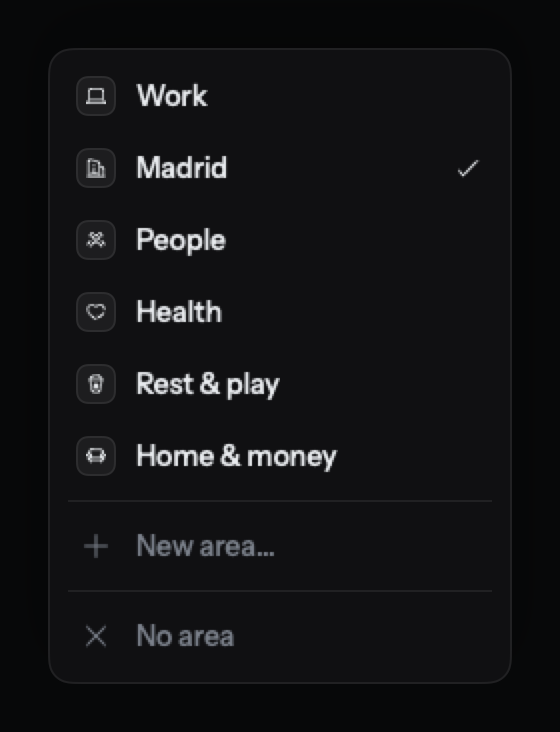 Work
Madrid
People
Health
Rest & play
Home & money
New area...
No area